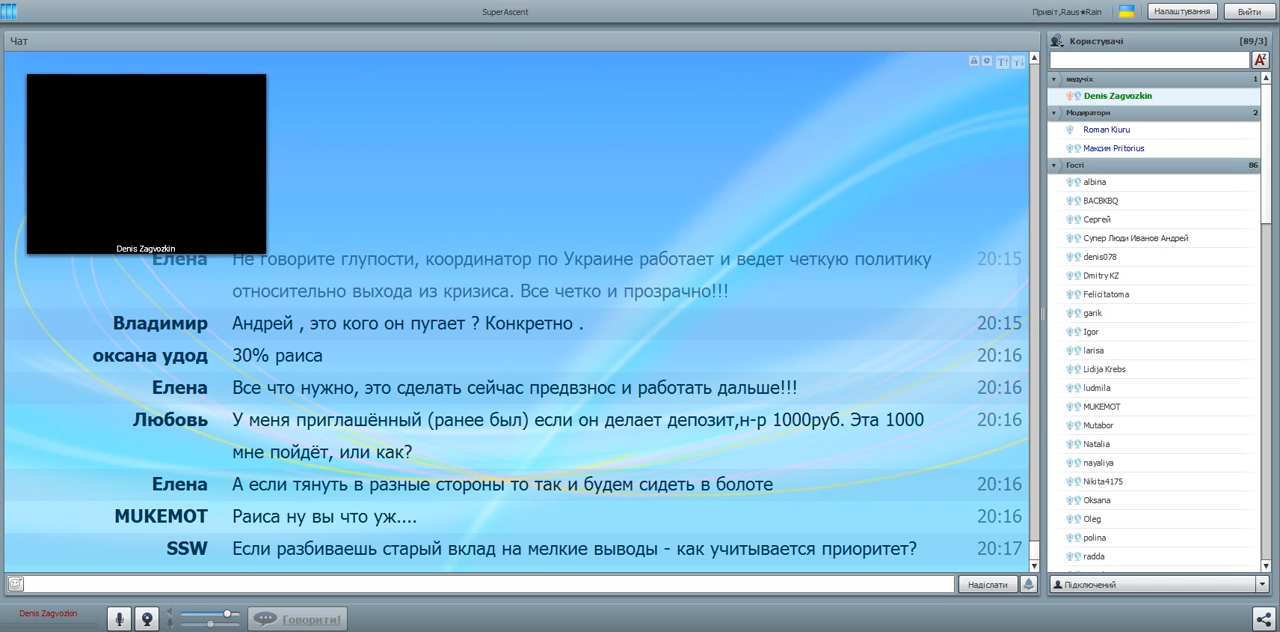 SuperAscent
Привіт,Raus★Rain
Налаштування
Вийти
Чат
Denis Zagvozkin
Елена Не говорите глупости, координатор по Украине работает и ведет четкую политику 20:15
относительно выхода из кризиса. Все четко и прозрачно!!!
Владимир Андрей , это кого он пугает ? Конкретно . 20:15
оксана удод 30% раиса 20:16
Елена Все что нужно, это сделать сейчас предвзнос и работать дальше!!! 20:16
Любовь У меня приглашенный (ранее был) если он делает депозит,н-р 1000руб. Эта 1000 20:16
мне пойдёт, или как?
Елена А если тянуть в разные стороны то так и будем сидеть в болоте 20:16
MUKEMOT Раиса ну вы что уж.... 20:16
SSW Если разбиваешь старый вклад на мелкие выводы - как учитывается приоритет? 20:17
Надіслати
Denis Zagvozkin
Говорити!
Користувачі [89/3]
ведучіх 1
Denis Zagvozkin
Модератори 2
Roman Kiuru
Максим Pritorius
Гості 86
albina
BACBKBQ
Сергей
Супер Люди Иванов Андрей
denis078
Dmitry KZ
Felicitatoma
garik
Igor
larisa
Lidija Krebs
ludmila
MUKEMOT
Mutabor
Natalia
nayaliya
Nikita4175
Oksana
Oleg
polina
radda
Підключений